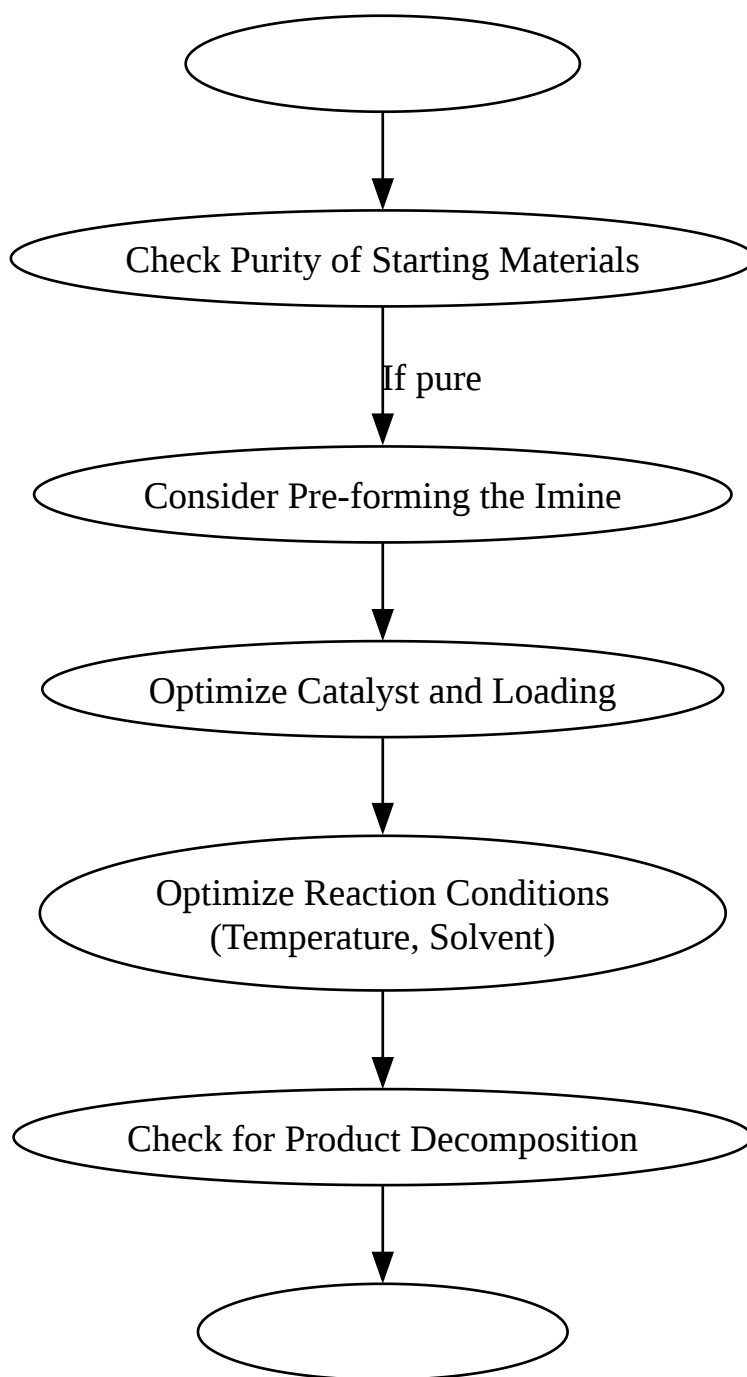 Check Purity of Starting Materials
If pure
Consider Pre-forming the Imine
Optimize Catalyst and Loading
Optimize Reaction Conditions
(Temperature, Solvent)
Check for Product Decomposition